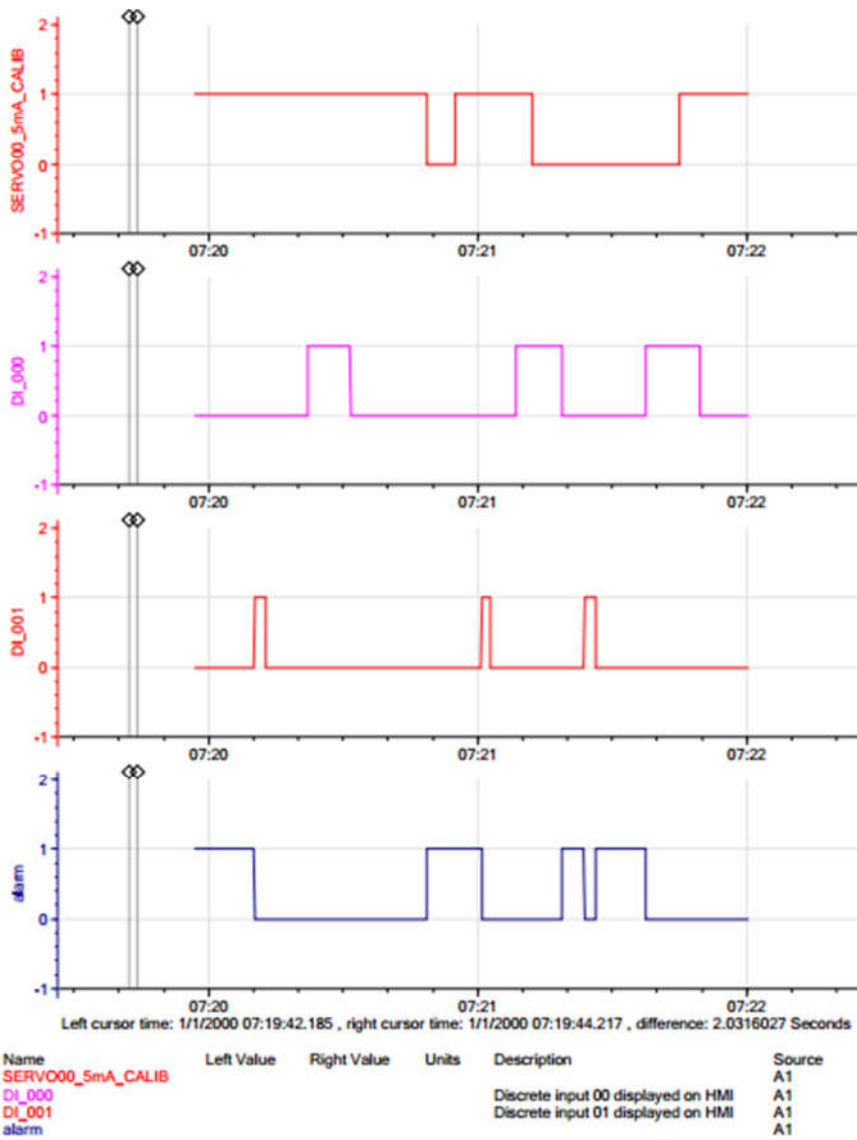 2
SERVO00_5mA_CALIB
1
0
-1
07:20 07:21 07:22
2
DI_000
1
0
-1
07:20 07:21 07:22
2
DI_001
1
0
-1
07:20 07:21 07:22
2
alarm
1
0
-1
07:20 07:21 07:22
Left cursor time: 1/1/2000 07:19:42.185 , right cursor time: 1/1/2000 07:19:44.217 , difference: 2.0316027 Seconds
Name Left Value Right Value Units Description Source
SERVO00_5mA_CALIB A1
DI_000 Discrete input 00 displayed on HMI A1
DI_001 Discrete input 01 displayed on HMI A1
alarm A1